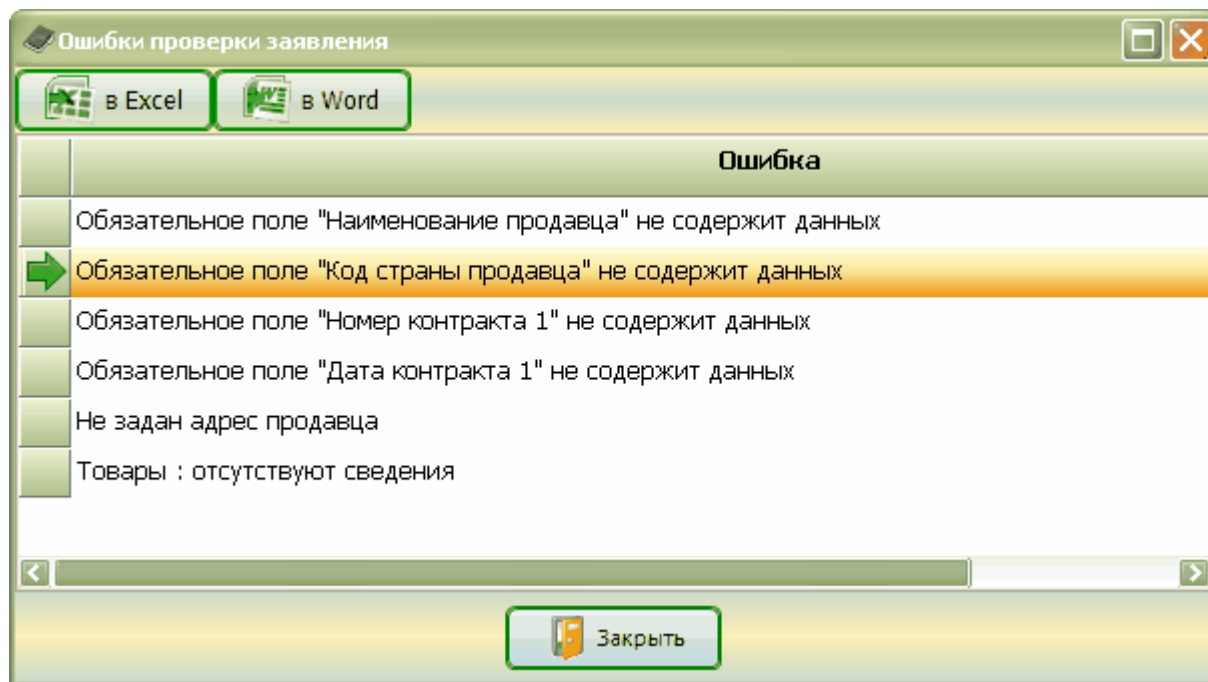 Ошибки проверки заявления
в Excel в Word
Ошибка
Обязательное поле "Наименование продавца" не содержит данных
Обязательное поле "Код страны продавца" не содержит данных
Обязательное поле "Номер контракта 1" не содержит данных
Обязательное поле "Дата контракта 1" не содержит данных
Не задан адрес продавца
Товары : отсутствуют сведения
Закрыть